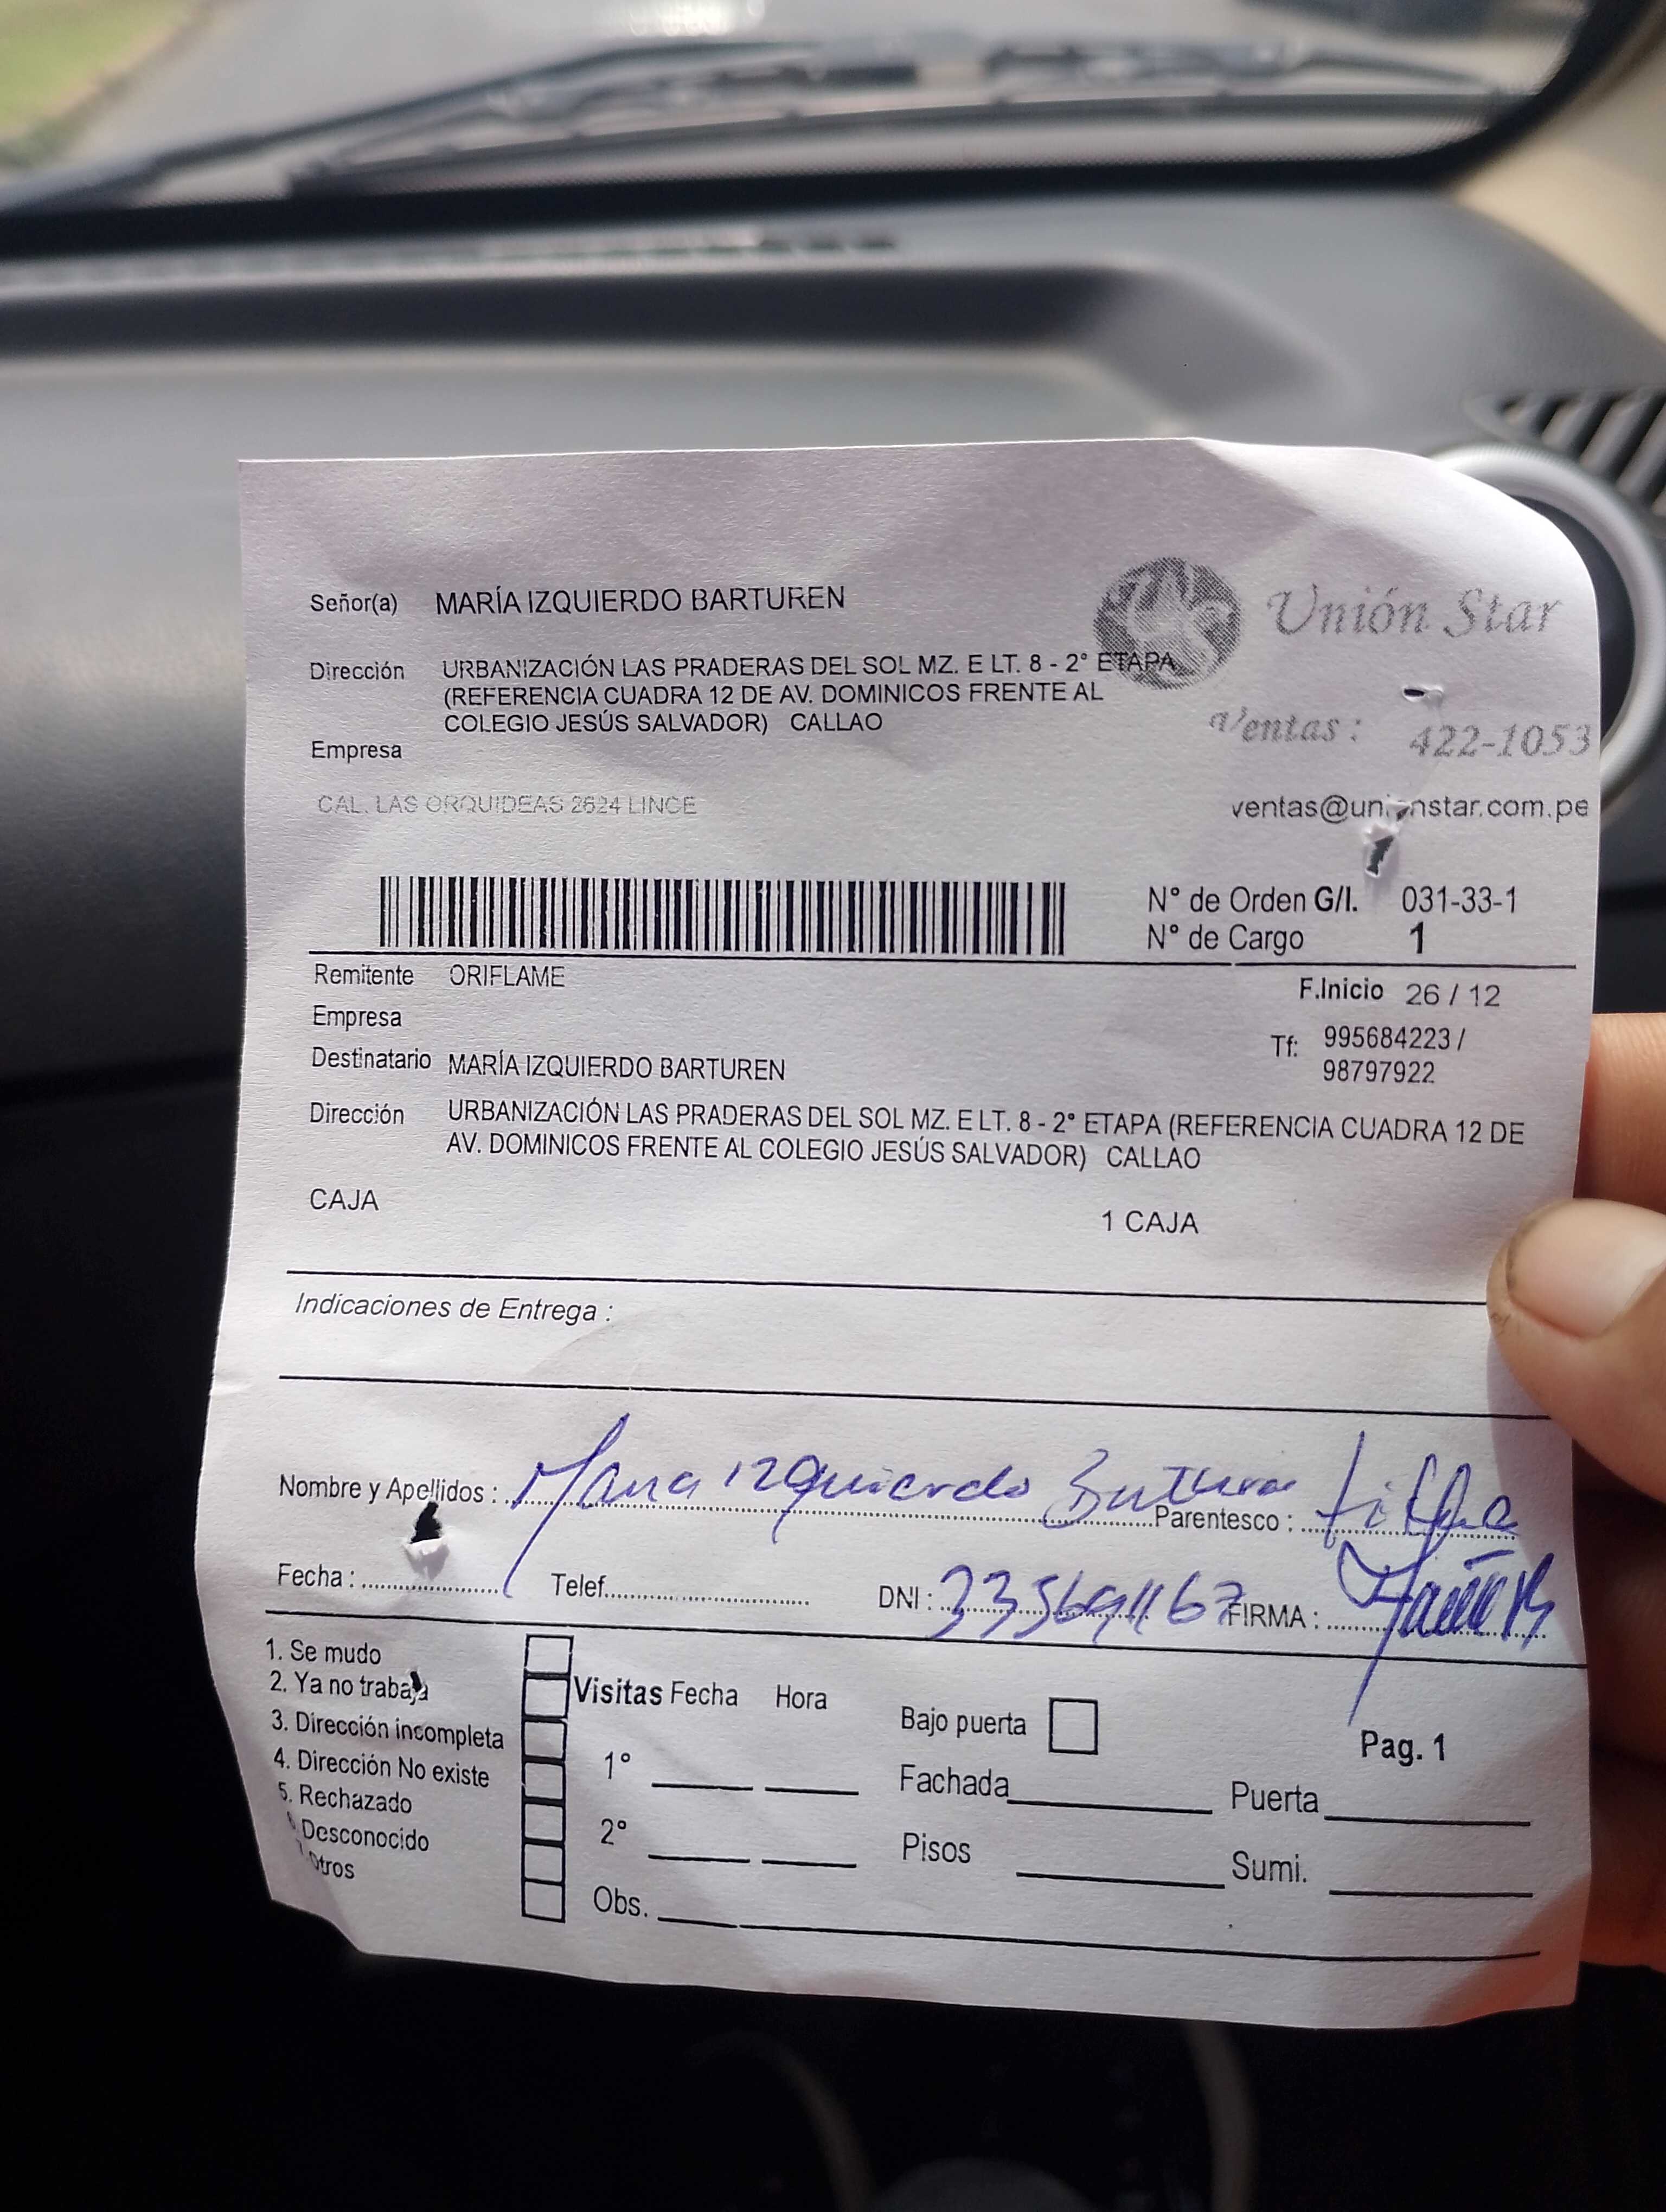 Señor(a) MARÍA IZQUIERDO BARTUREN
Unión Star
Dirección URBANIZACIÓN LAS PRADERAS DEL SOL MZ. E LT. 8 - 2° ETAPA
(REFERENCIA CUADRA 12 DE AV. DOMINICOS FRENTE AL
COLEGIO JESÚS SALVADOR) CALLAO
Ventas : 422-1053
Empresa
CAL. LAS ORQUIDEAS 2624 LINCE
ventas@unionstar.com.pe
N° de Orden G/I. 031-33-1
N° de Cargo 1
Remitente ORIFLAME
F.Inicio 26 / 12
Empresa
Tf: 995684223 /
98797922
Destinatario MARÍA IZQUIERDO BARTUREN
Dirección URBANIZACIÓN LAS PRADERAS DEL SOL MZ. E LT. 8 - 2° ETAPA (REFERENCIA CUADRA 12 DE
AV. DOMINICOS FRENTE AL COLEGIO JESÚS SALVADOR) CALLAO
CAJA
1 CAJA
Indicaciones de Entrega :
Nombre y Apellidos : Maria Izquierdo
Parentesco :
Fecha : Telef. DNI : FIRMA :
1. Se mudo
2. Ya no trabaja
3. Dirección incompleta
4. Dirección No existe
5. Rechazado
Desconocido
Otros
Visitas Fecha Hora
1°
2°
Obs.
Bajo puerta
Pag. 1
Fachada Puerta
Pisos Sumi.